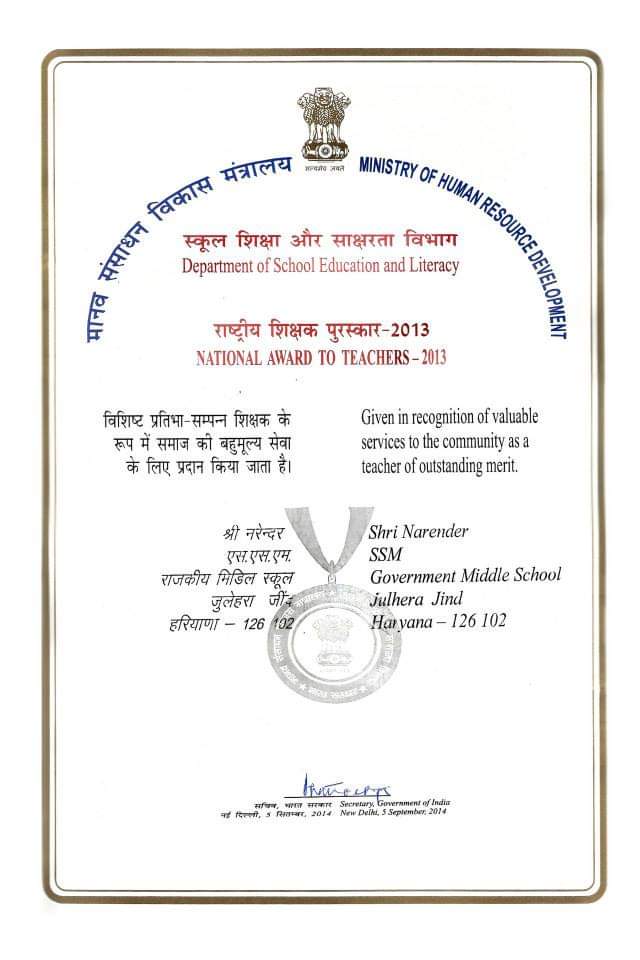 सत्यमेव जयते
मानव संसाधन विकास मंत्रालय
MINISTRY OF HUMAN RESOURCE DEVELOPMENT
स्कूल शिक्षा और साक्षरता विभाग
Department of School Education and Literacy
राष्ट्रीय शिक्षक पुरस्कार-2013
NATIONAL AWARD TO TEACHERS – 2013
विशिष्ट प्रतिभा-सम्पन्न शिक्षक के
रूप में समाज की बहुमूल्य सेवा
के लिए प्रदान किया जाता है।
Given in recognition of valuable
services to the community as a
teacher of outstanding merit.
श्री नरेन्दर
एस.एस.एम.
राजकीय मिडिल स्कूल
जुलेहरा जींद
हरियाणा – 126 102
Shri Narender
SSM
Government Middle School
Julhera Jind
Haryana – 126 102
सचिव, भारत सरकार
नई दिल्ली, 5 सितम्बर, 2014
Secretary, Government of India
New Delhi, 5 September, 2014